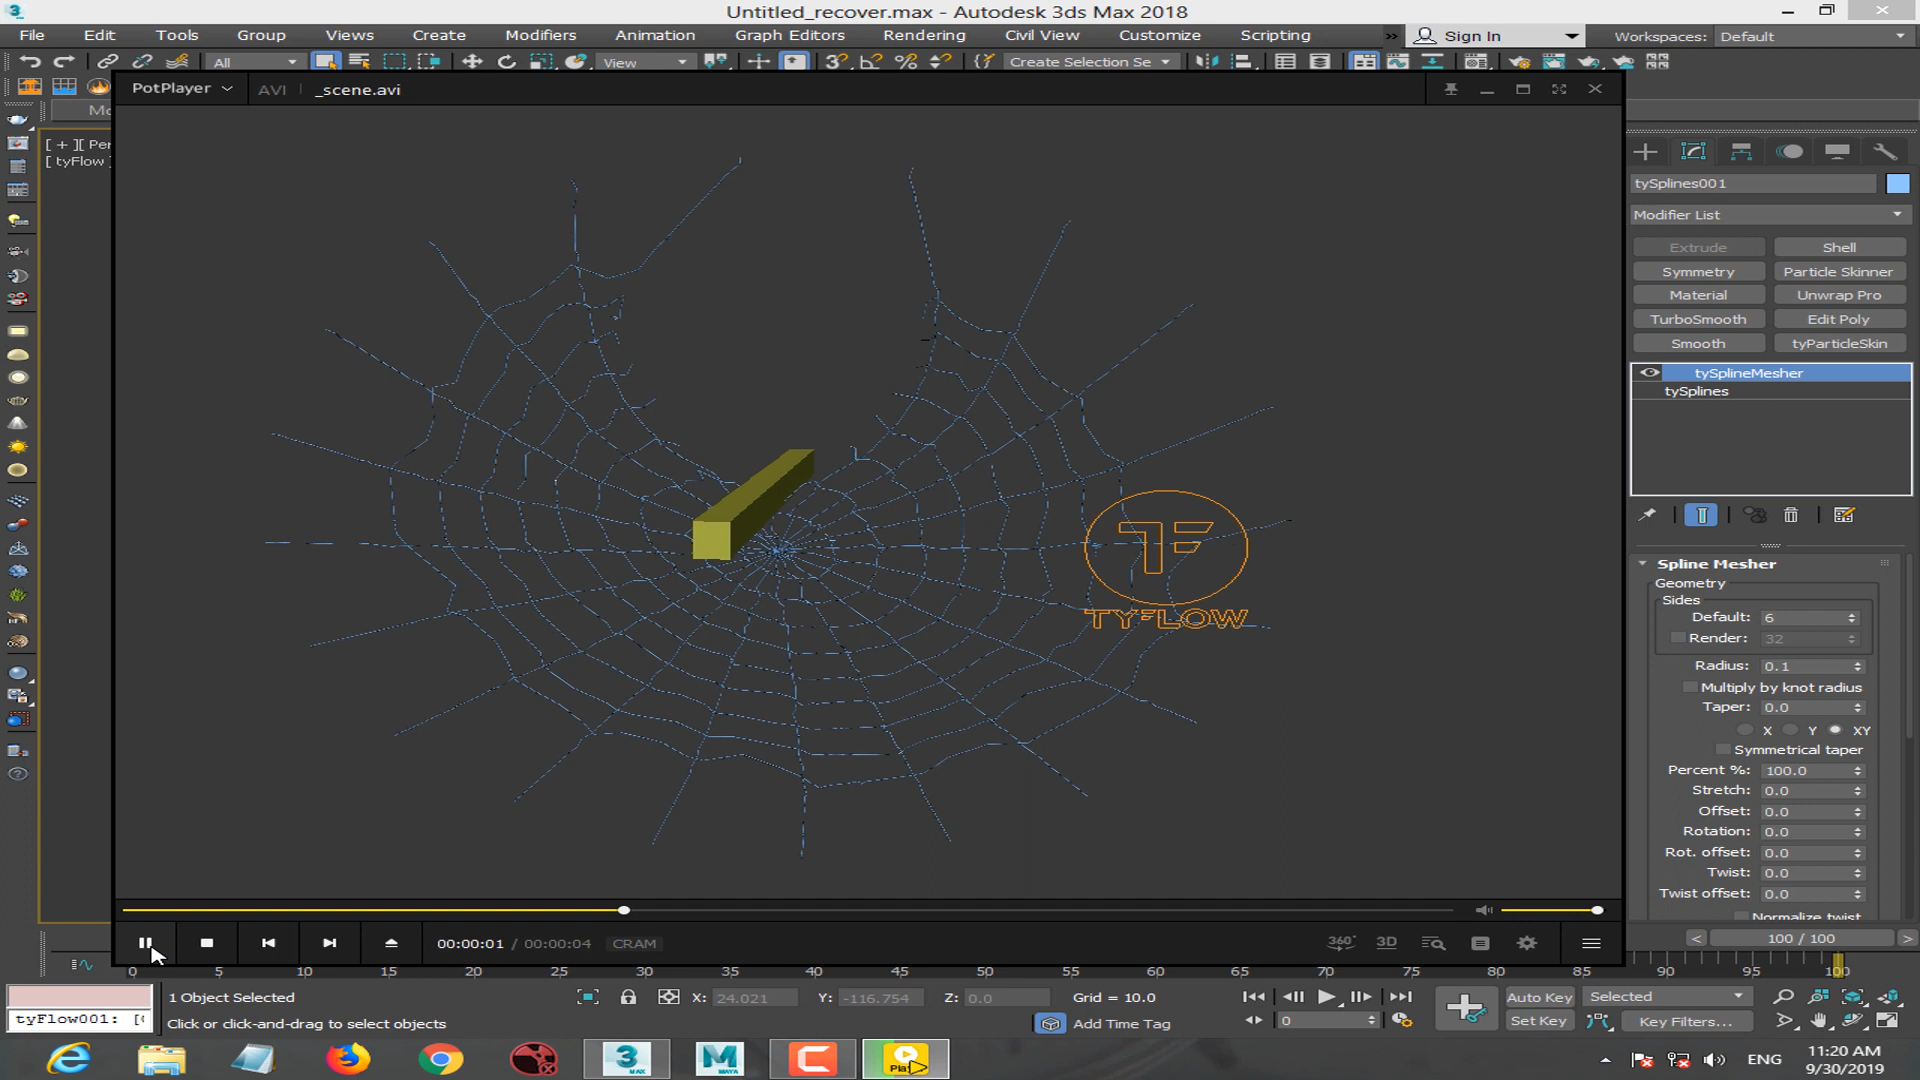 Untitled_recover.max - Autodesk 3ds Max 2018
File Edit Tools Group Views Create Modifiers Animation Graph Editors Rendering Civil View Customize Scripting Sign In Workspaces: Default
All View Create Selection Se
PotPlayer AVI _scene.avi
[ + ][ Per
[ tyFlow ]
TYFLOW
tySplines001
Modifier List
Extrude Shell
Symmetry Particle Skinner
Material Unwrap Pro
TurboSmooth Edit Poly
Smooth tyParticleSkin
tySplineMesher
tySplines
Spline Mesher
Geometry
Sides
Default: 6
Render: 32
Radius: 0.1
Multiply by knot radius
Taper: 0.0
X Y XY
Symmetrical taper
Percent %: 100.0
Stretch: 0.0
Offset: 0.0
Rotation: 0.0
Rot. offset: 0.0
Twist: 0.0
Twist offset: 0.0
Normalize twist
00:00:01 / 00:00:04 CRAM 360° 3D
< 100 / 100 >
0 5 10 15 20 25 30 35 40 45 50 55 60 65 70 75 80 85 90 95 100
1 Object Selected X: 24.021 Y: -116.754 Z: 0.0 Grid = 10.0 Auto Key Selected
tyFlow001: [ Click or click-and-drag to select objects Add Time Tag 0 Set Key Key Filters...
ENG 11:20 AM
9/30/2019